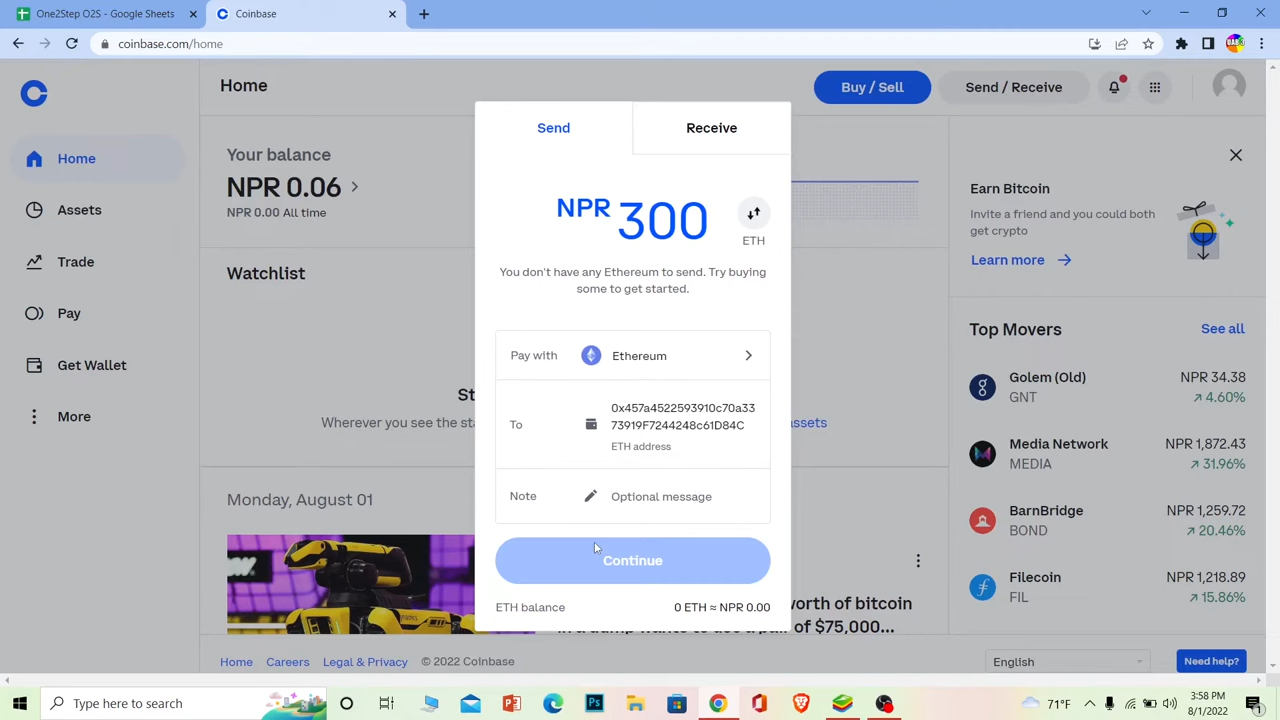 One2Step O2S - Google Sheets
Coinbase
coinbase.com/home
Home
Buy / Sell
Send / Receive
Home
Assets
Trade
Pay
Get Wallet
More
Your balance
NPR 0.06
NPR 0.00 All time
Watchlist
St
Wherever you see the sta
assets
Monday, August 01
Send
Receive
NPR 300
ETH
You don't have any Ethereum to send. Try buying
some to get started.
Pay with
Ethereum
To
0x457a4522593910c70a33
73919F7244248c61D84C
ETH address
Note
Optional message
Continue
ETH balance
0 ETH ≈ NPR 0.00
worth of bitcoin
in a dump wants to use a pair of $75,000...
Earn Bitcoin
Invite a friend and you could both
get crypto
Learn more
Top Movers
See all
Golem (Old)
NPR 34.38
GNT
4.60%
Media Network
NPR 1,872.43
MEDIA
31.96%
BarnBridge
NPR 1,259.72
BOND
20.46%
Filecoin
NPR 1,218.89
FIL
15.86%
Home
Careers
Legal & Privacy
© 2022 Coinbase
English
Need help?
Type here to search
71°F
3:58 PM
8/1/2022
1